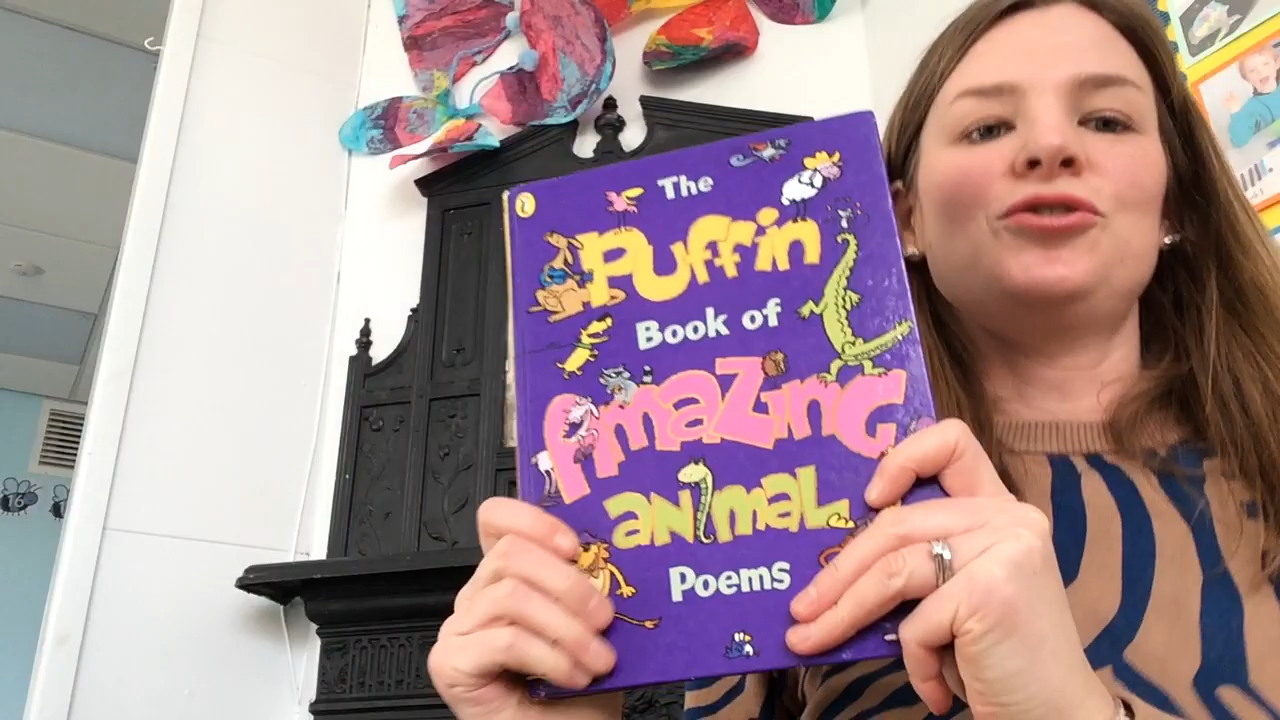 The
Puffin
Book of
Amazing
animal
Poems